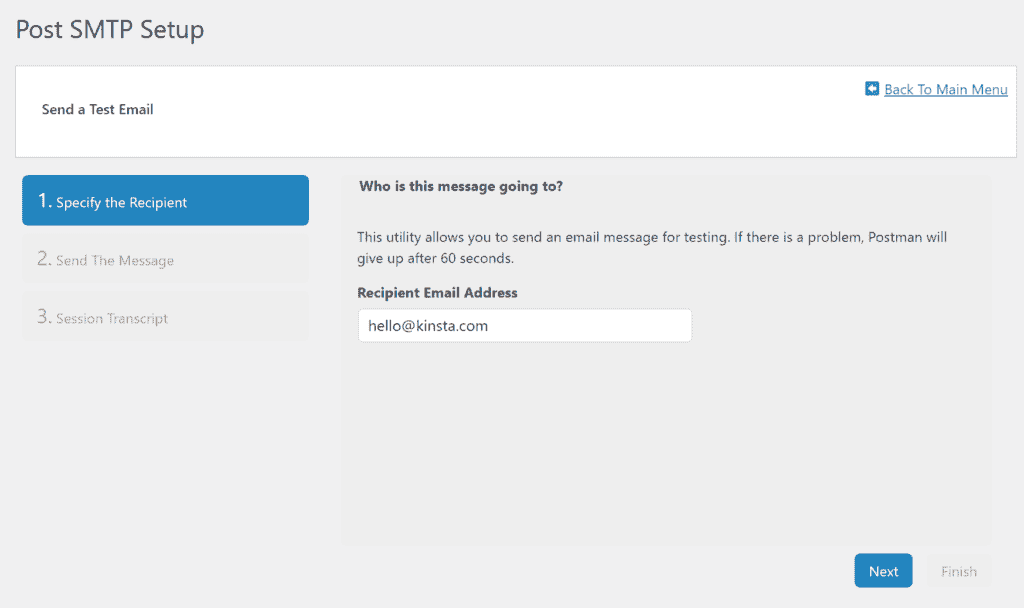 Post SMTP Setup
Back To Main Menu
Send a Test Email
1. Specify the Recipient
2. Send The Message
3. Session Transcript
Who is this message going to?
This utility allows you to send an email message for testing. If there is a problem, Postman will
give up after 60 seconds.
Recipient Email Address
hello@kinsta.com
Next
Finish